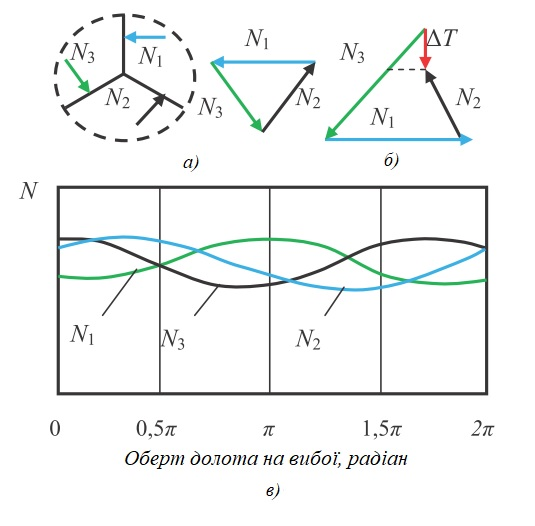 N₃ N₁ N₂ N₃
N₁ N₃ N₂
N₃ ΔT N₁ N₂
а) б)
N
N₁ N₃ N₂
0 0,5π π 1,5π 2π
Оберт долота на вибої, радіан
в)